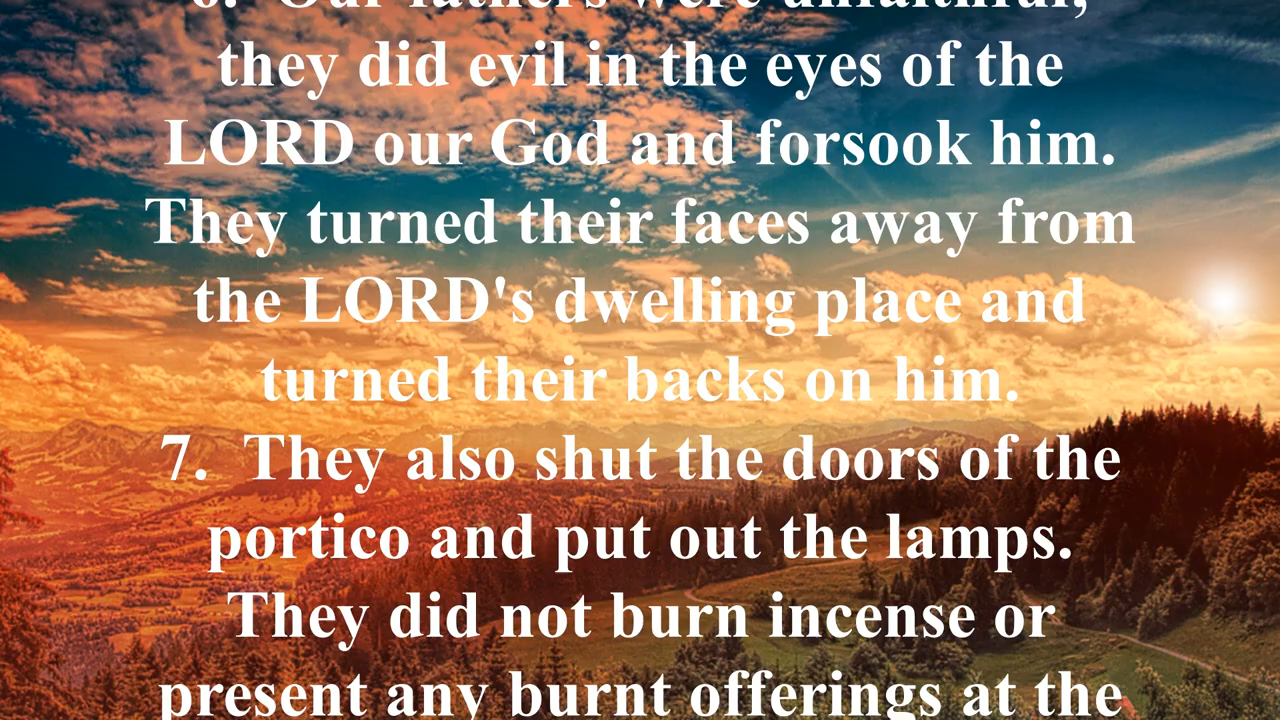 6.  Our fathers were unfaithful;
they did evil in the eyes of the
LORD our God and forsook him.
They turned their faces away from
the LORD's dwelling place and
turned their backs on him.
7.  They also shut the doors of the
portico and put out the lamps.
They did not burn incense or
present any burnt offerings at the